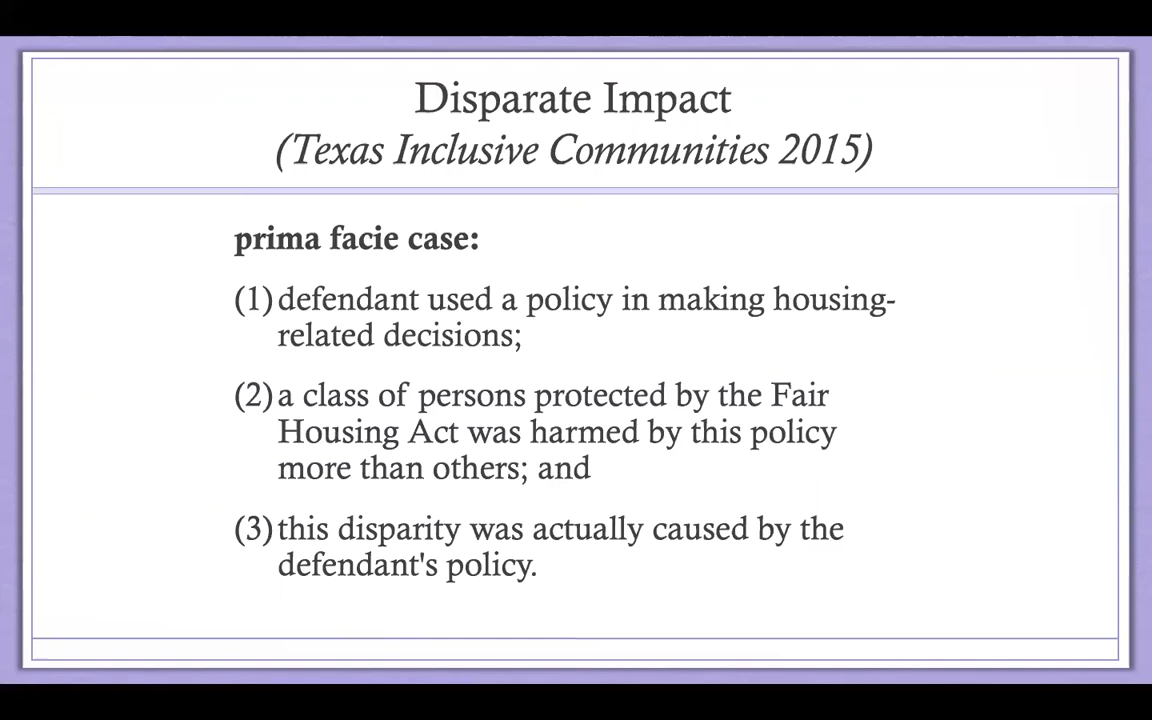 Disparate Impact
(Texas Inclusive Communities 2015)
prima facie case:
(1) defendant used a policy in making housing-
related decisions;
(2) a class of persons protected by the Fair
Housing Act was harmed by this policy
more than others; and
(3) this disparity was actually caused by the
defendant's policy.